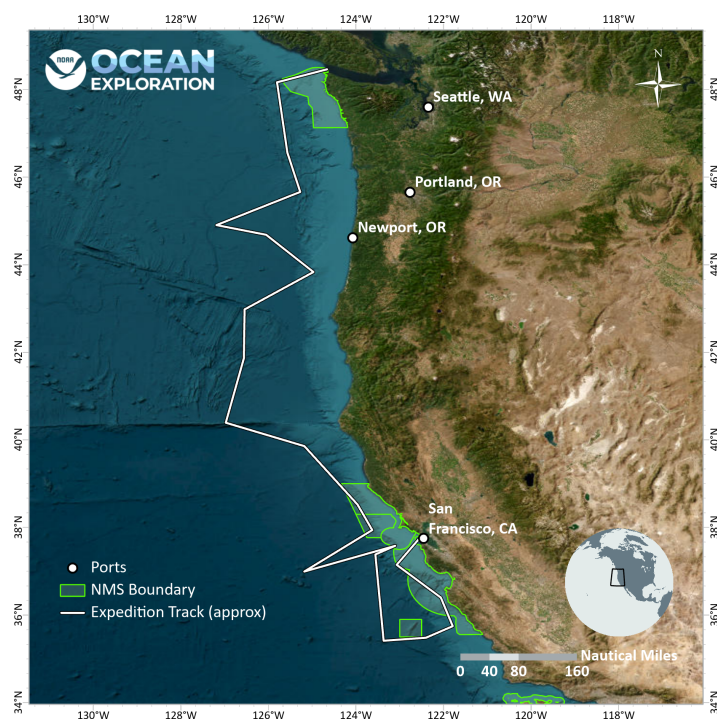 130°W 128°W 126°W 124°W 122°W 120°W 118°W
NOAA
OCEAN
EXPLORATION
N
48°N 48°N
Seattle, WA
46°N 46°N
Portland, OR
Newport, OR
44°N 44°N
42°N 42°N
40°N 40°N
San
Francisco, CA
38°N 38°N
Ports
NMS Boundary
Expedition Track (approx)
36°N 36°N
Nautical Miles
0 40 80 160
34°N 34°N
130°W 128°W 126°W 124°W 122°W 120°W 118°W